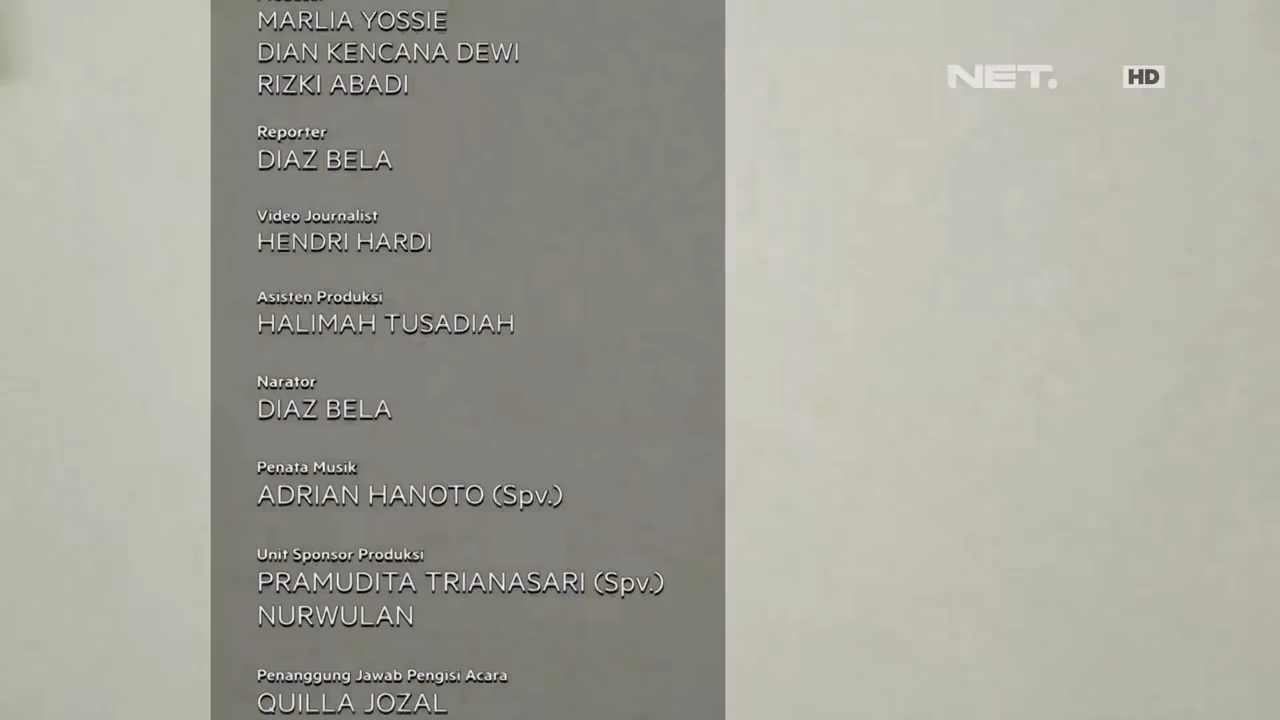 MARLIA YOSSIE
DIAN KENCANA DEWI
RIZKI ABADI
Reporter
DIAZ BELA
Video Journalist
HENDRI HARDI
Asisten Produksi
HALIMAH TUSADIAH
Narator
DIAZ BELA
Penata Musik
ADRIAN HANOTO (Spv.)
Unit Sponsor Produksi
PRAMUDITA TRIANASARI (Spv.)
NURWULAN
Penanggung Jawab Pengisi Acara
QUILLA JOZAL
NET. HD